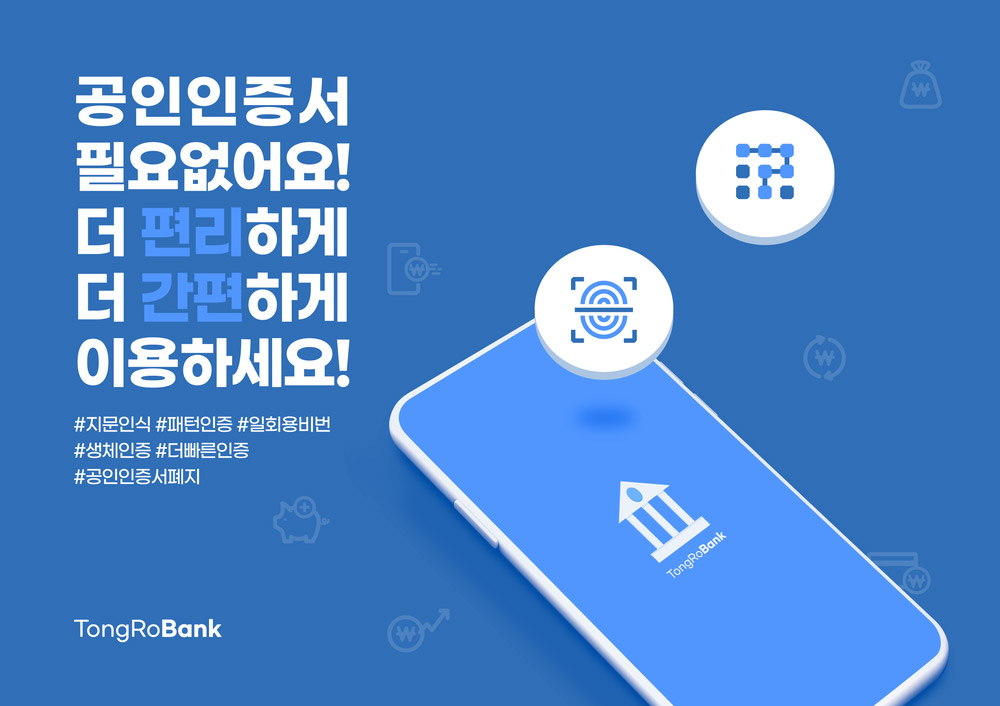 공인인증서
필요없어요!
더 편리하게
더 간편하게
이용하세요!
#지문인식 #패턴인증 #일회용비번
#생체인증 #더빠른인증
#공인인증서폐지
TongRoBank
TongRoBank